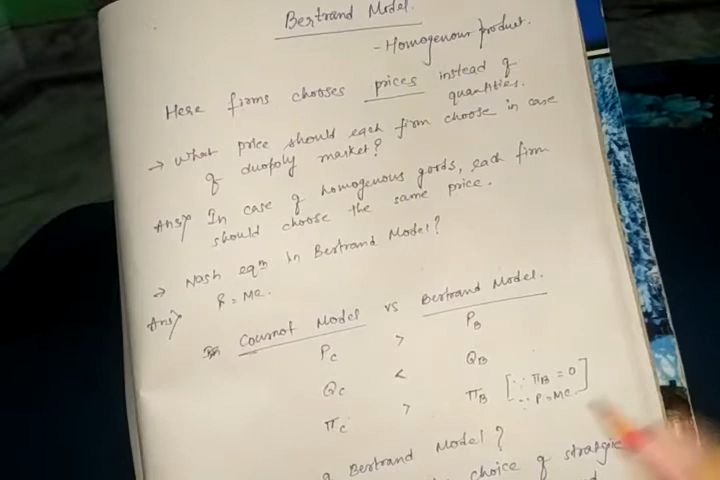 Bertrand Model.
- Homogenous product.
Here firms chooses prices instead of
quantities.
→ What price should each firm choose in case
of duopoly market?
Ans⇒ In case of homogenous goods, each firm
should choose the same price.
→ Nash eqm in Bertrand Model?
Ans⇒ P = MC.
Cournot Model vs Bertrand Model.
Pc > PB
Qc < QB
πc > πB [∵ πB = 0
∵ P = MC]
Bertrand Model?
choice of